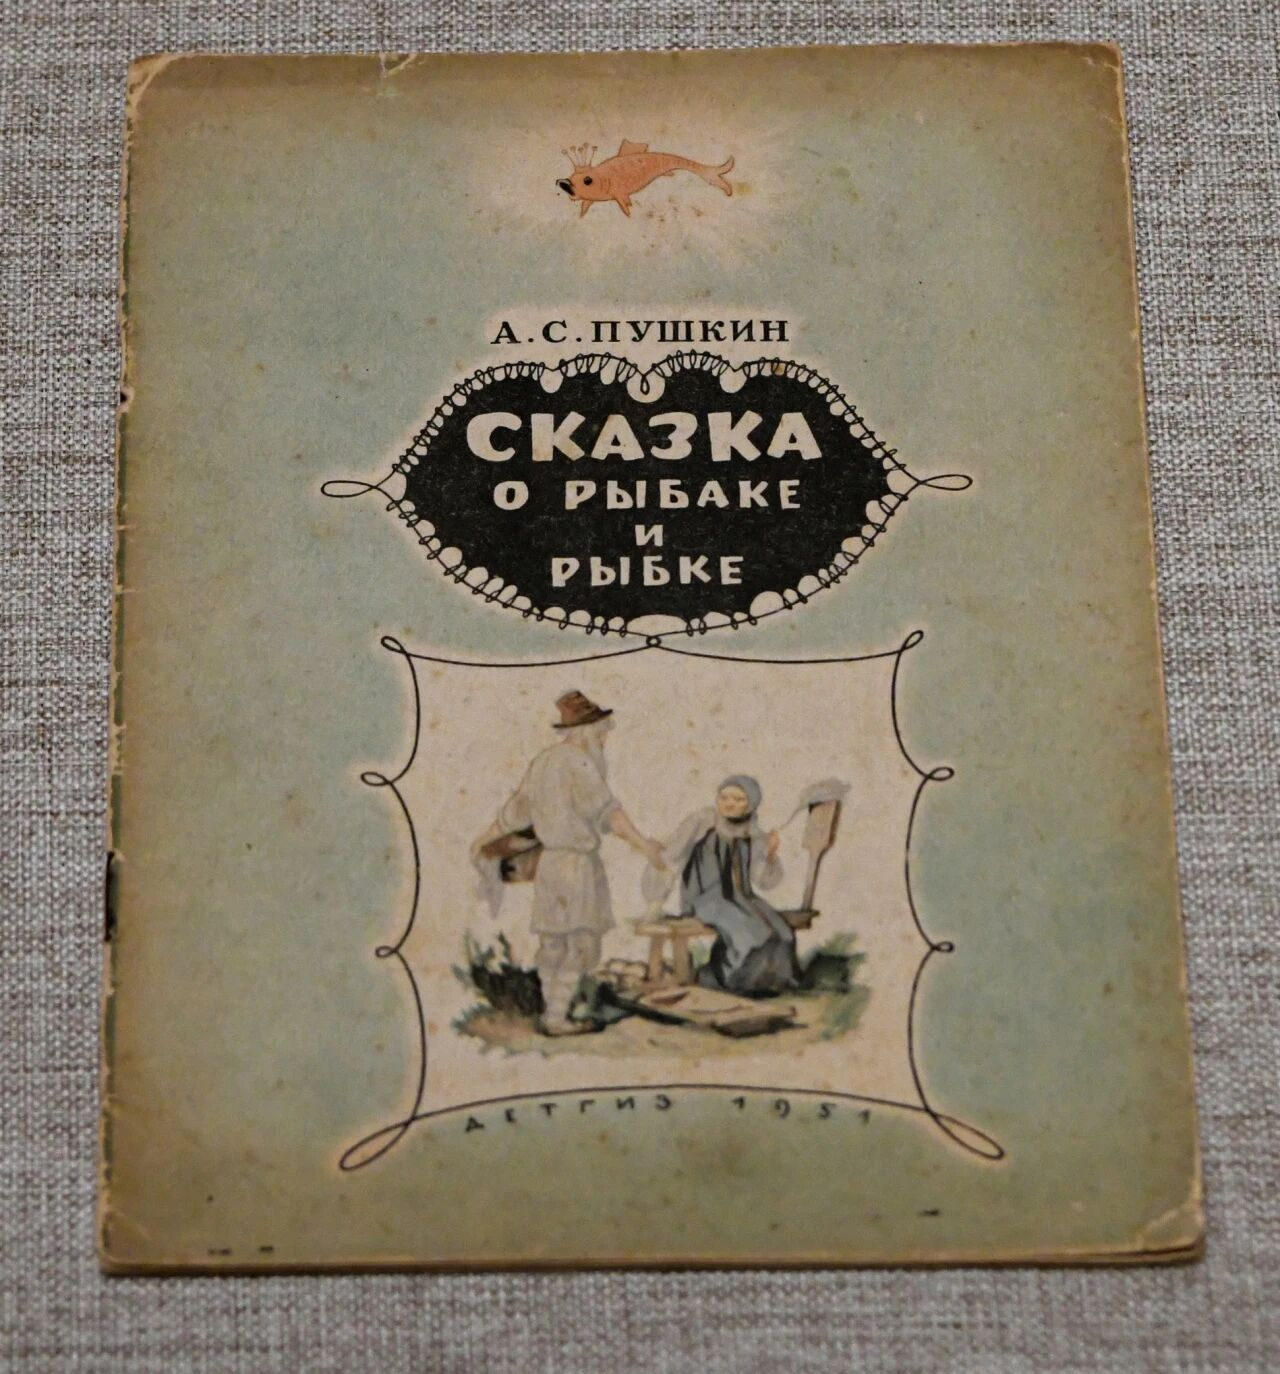 А.С.ПУШКИН
СКАЗКА
О РЫБАКЕ
И
РЫБКЕ
ДЕТГИЗ 1951